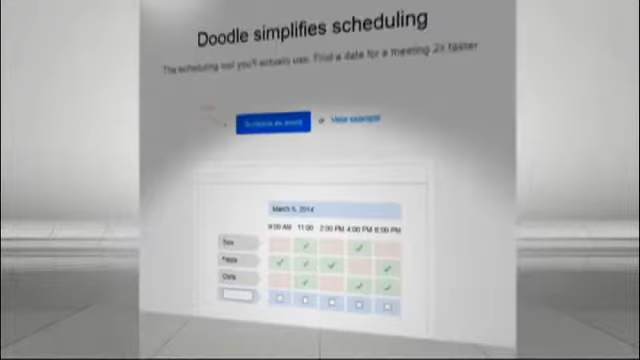 Doodle simplifies scheduling
The scheduling tool you'll actually use. Find a date for a meeting 2x faster
Schedule an event or View example
March 5, 2014
9:00 AM 11:00 2:00 PM 4:00 PM 6:00 PM
Chris